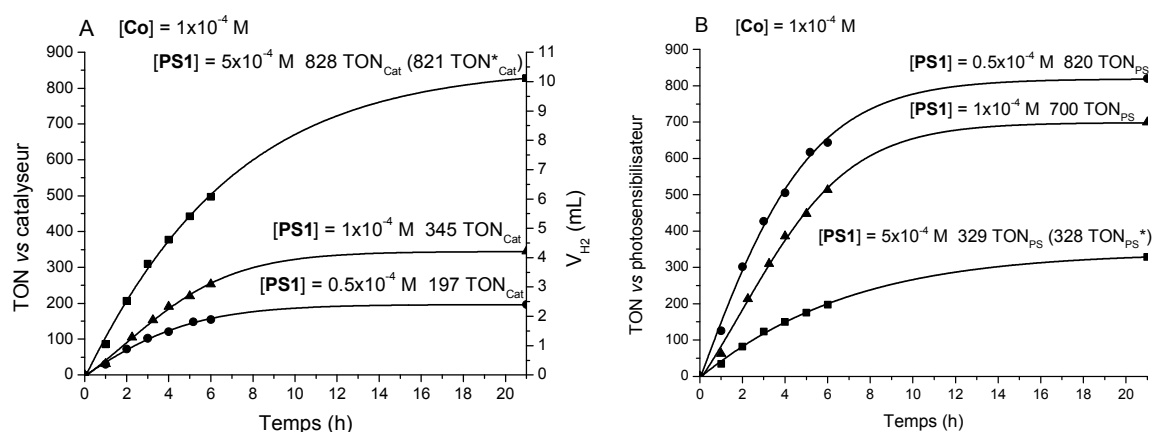 A [Co] = 1x10⁻⁴ M
[PS1] = 5x10⁻⁴ M 828 TON_Cat (821 TON*_Cat)
[PS1] = 1x10⁻⁴ M 345 TON_Cat
[PS1] = 0.5x10⁻⁴ M 197 TON_Cat
TON vs catalyseur
900
800
700
600
500
400
300
200
100
0
0 2 4 6 8 10 12 14 16 18 20
Temps (h)
11
10
9
8
7
6
5
4
3
2
1
0
V_H2 (mL)
B [Co] = 1x10⁻⁴ M
[PS1] = 0.5x10⁻⁴ M 820 TON_PS
[PS1] = 1x10⁻⁴ M 700 TON_PS
[PS1] = 5x10⁻⁴ M 329 TON_PS (328 TON_PS*)
TON vs photosensibilisateur
900
800
700
600
500
400
300
200
100
0
0 2 4 6 8 10 12 14 16 18 20
Temps (h)